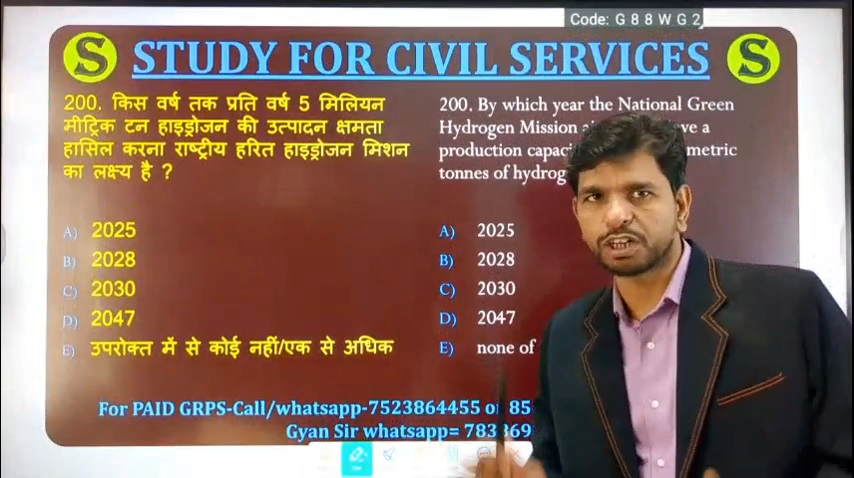 Code: G 8 8 W G 2
S STUDY FOR CIVIL SERVICES S
200. किस वर्ष तक प्रति वर्ष 5 मिलियन
मीट्रिक टन हाइड्रोजन की उत्पादन क्षमता
हासिल करना राष्ट्रीय हरित हाइड्रोजन मिशन
का लक्ष्य है ?
A) 2025
B) 2028
C) 2030
D) 2047
E) उपरोक्त में से कोई नहीं/एक से अधिक
200. By which year the National Green
Hydrogen Mission a a
production metric
tonnes of
A) 2025
B) 2028
C) 2030
D) 2047
E) none of
For PAID GRPS-Call/whatsapp-7523864455 or 85
Gyan Sir whatsapp= 783 369